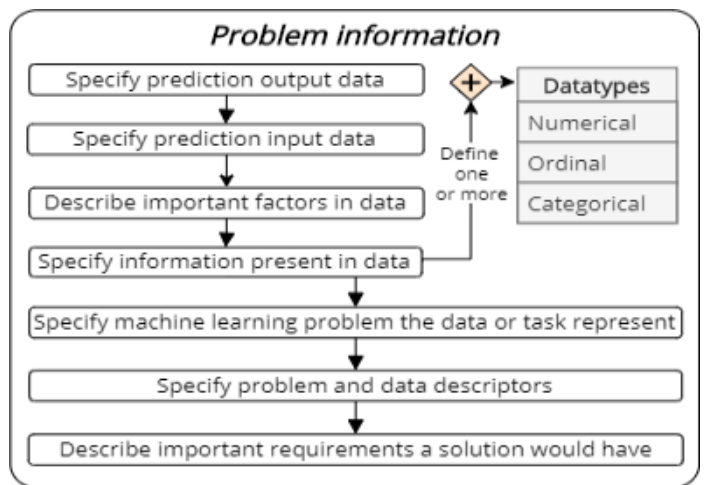 Problem information
Specify prediction output data
Specify prediction input data
Describe important factors in data
Specify information present in data
Define
one
or more
Datatypes
Numerical
Ordinal
Categorical
Specify machine learning problem the data or task represent
Specify problem and data descriptors
Describe important requirements a solution would have